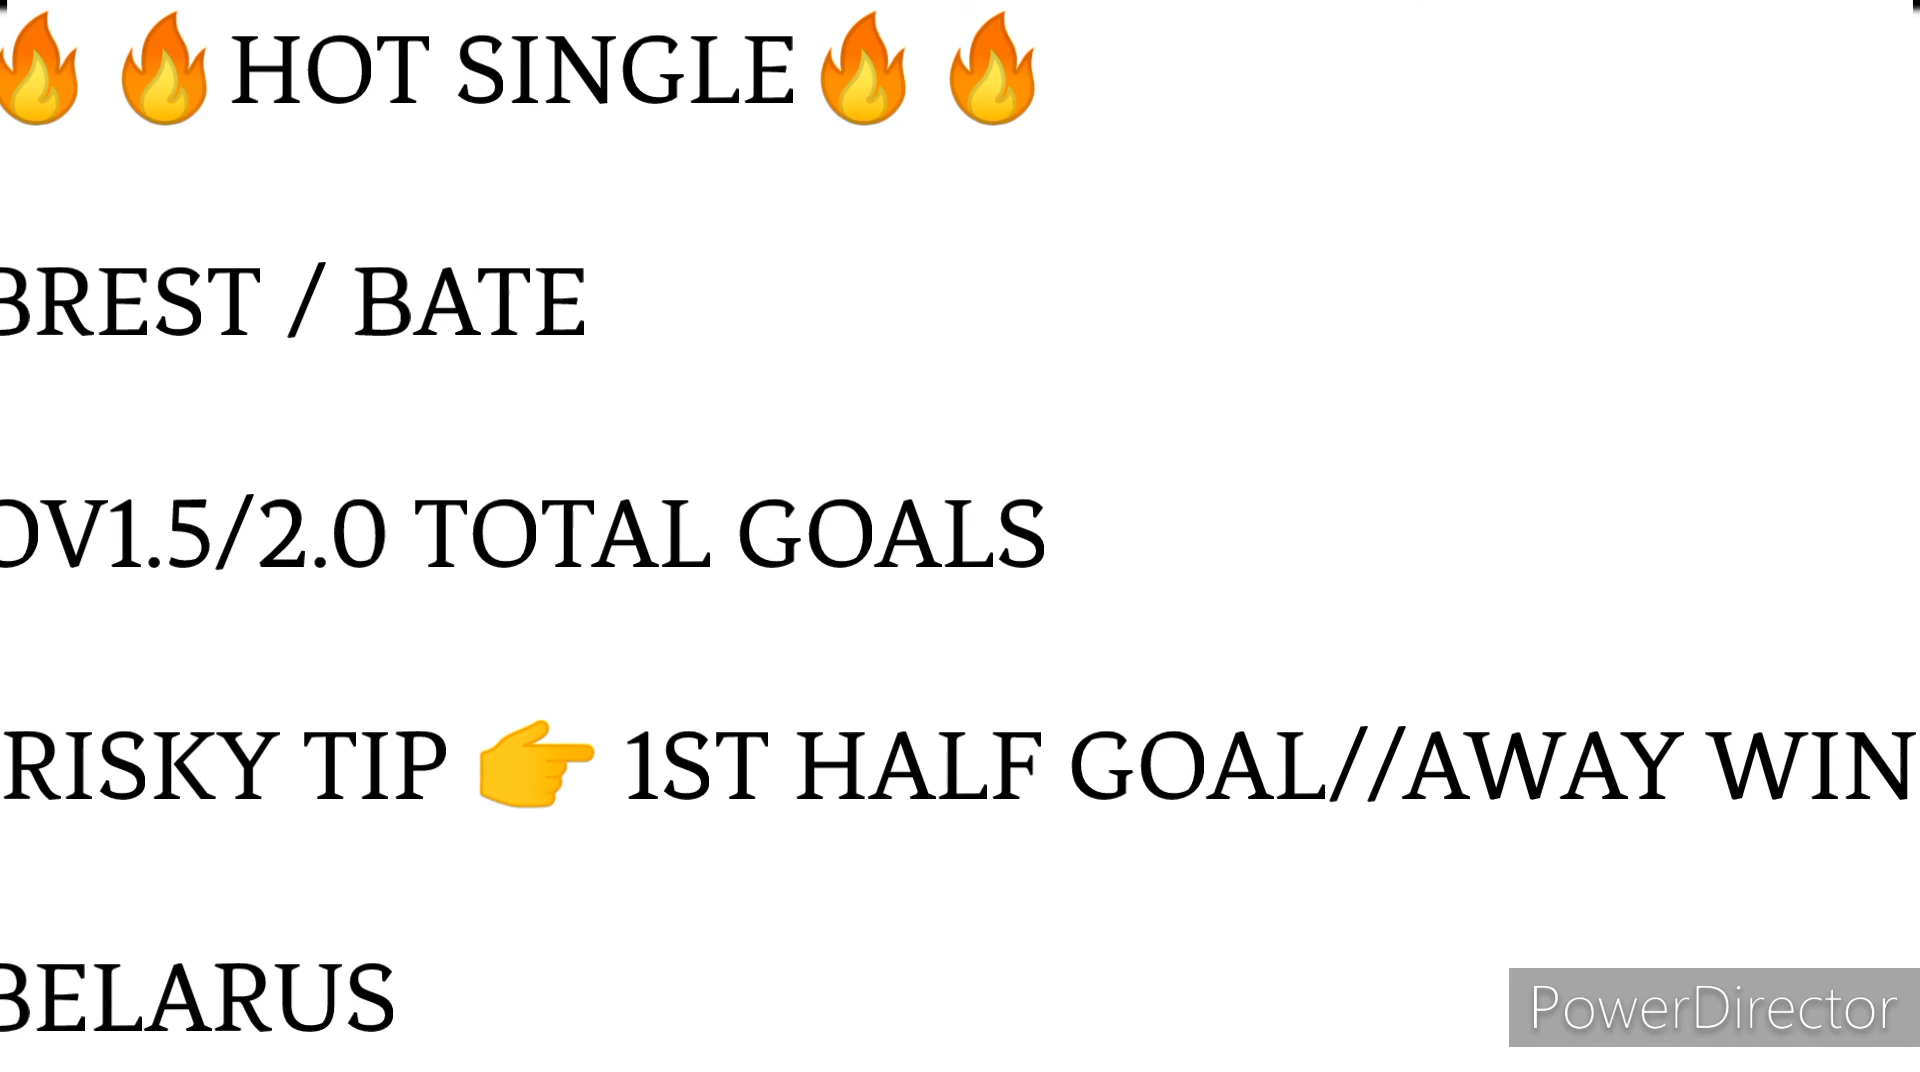 🔥🔥HOT SINGLE🔥🔥
BREST / BATE
OV1.5/2.0 TOTAL GOALS
RISKY TIP 👉 1ST HALF GOAL//AWAY WIN
BELARUS
PowerDirector